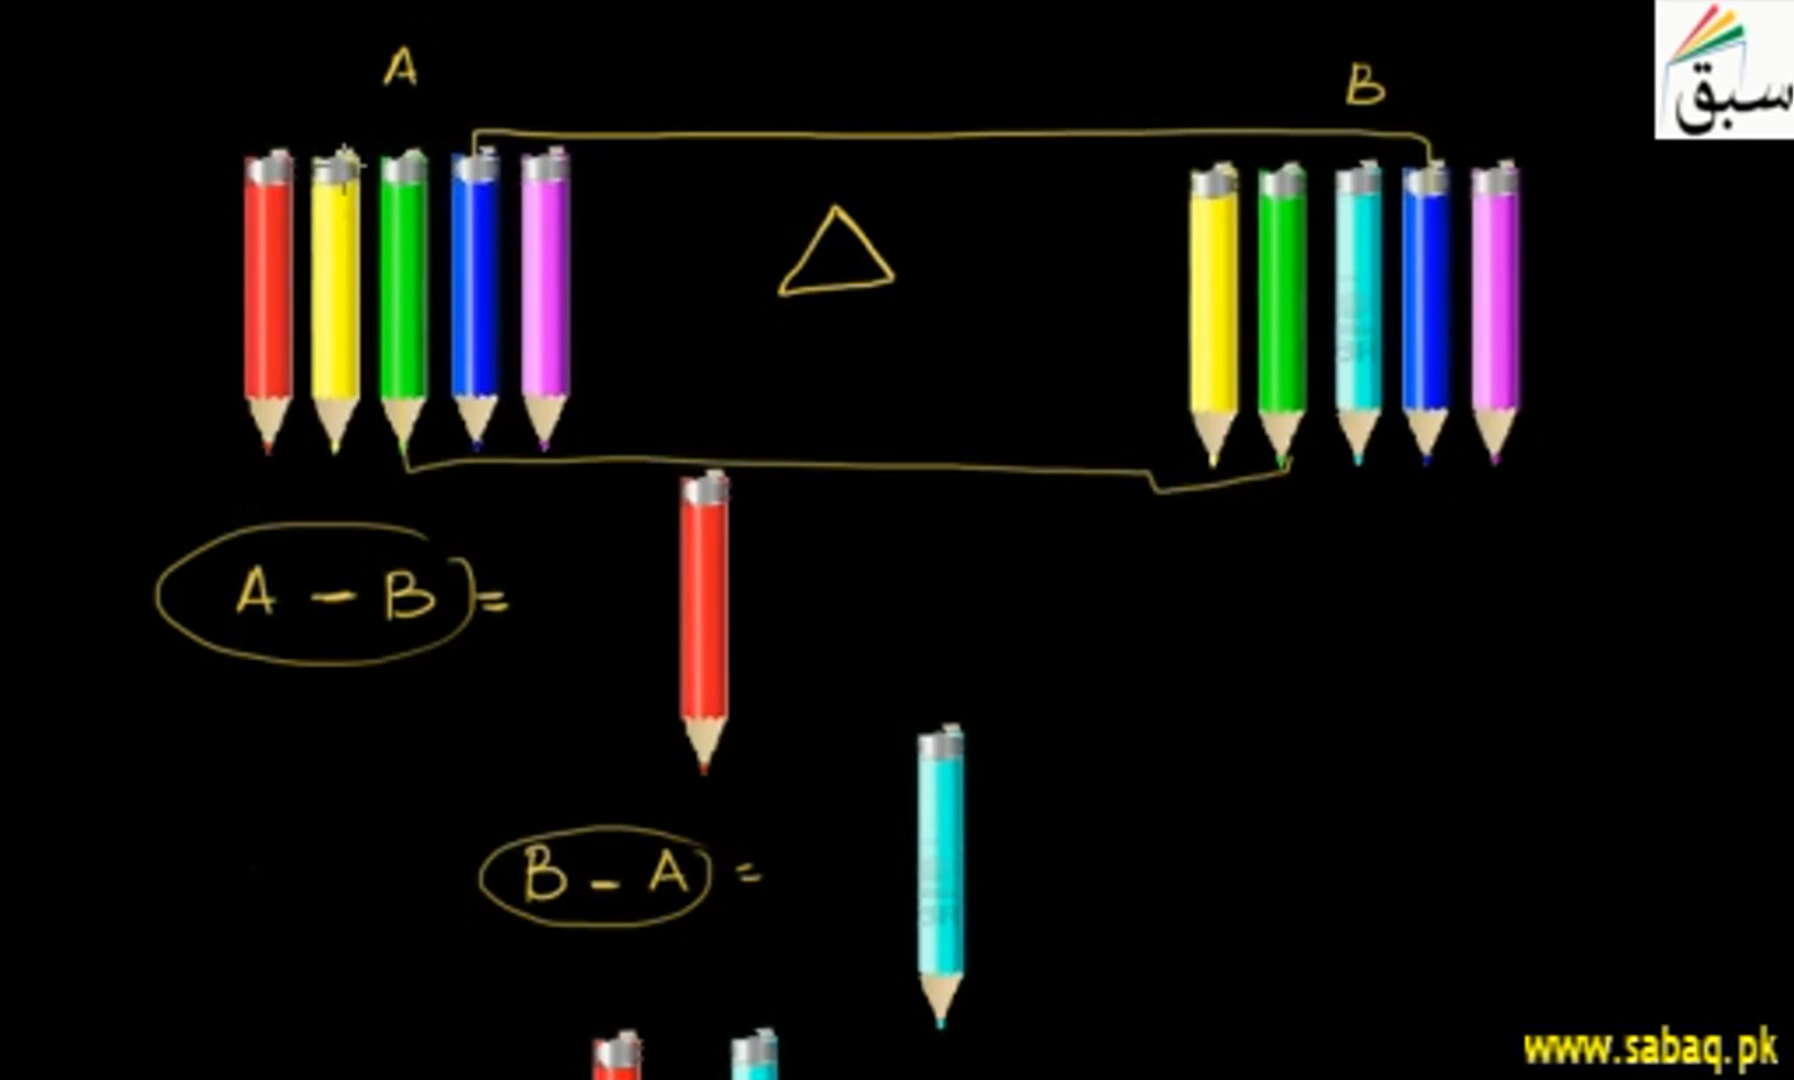 A
B
سبق
△
A - B =
B - A =
www.sabaq.pk